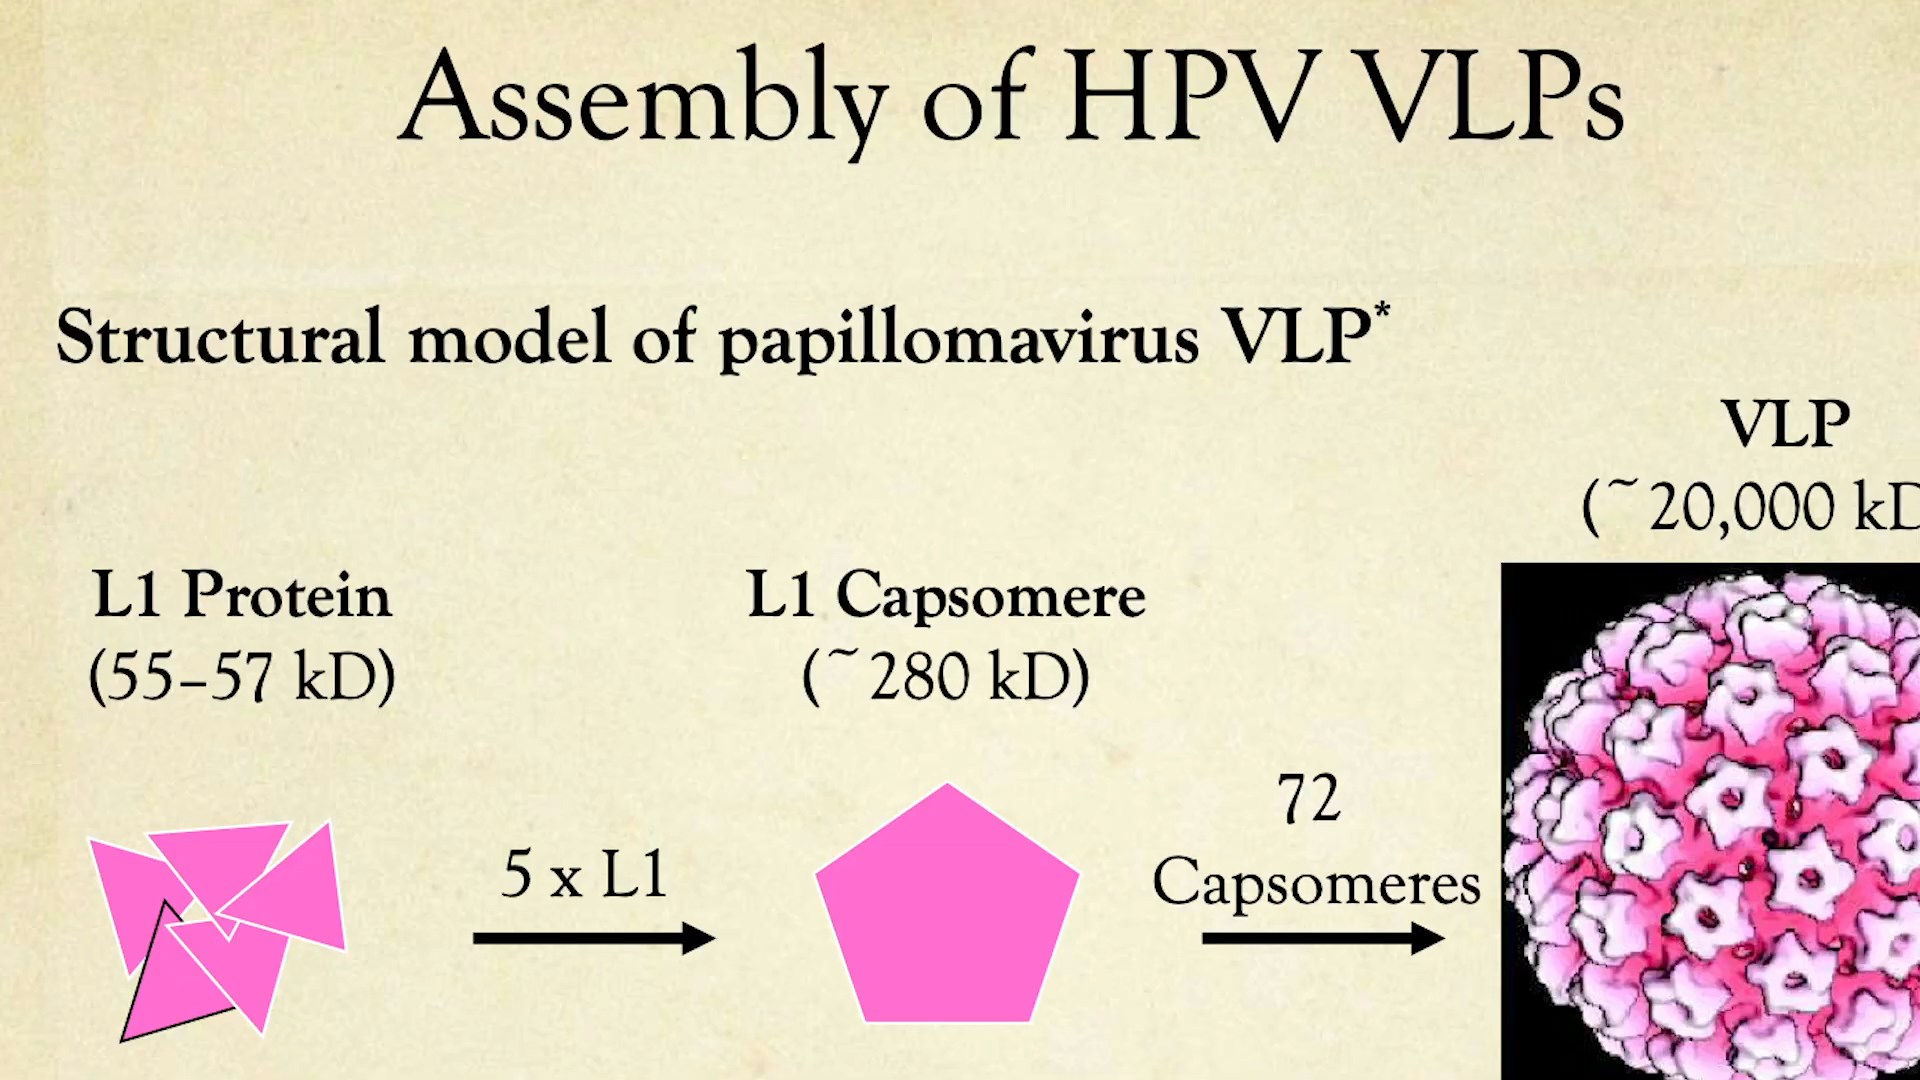 Assembly of HPV VLPs
Structural model of papillomavirus VLP*
VLP
(~20,000 kD
L1 Protein
(55–57 kD)
L1 Capsomere
(~280 kD)
5 x L1
72
Capsomeres